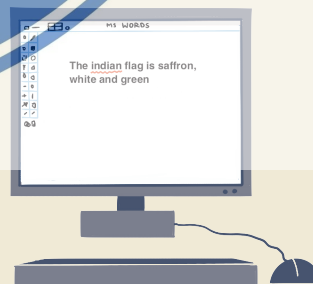 MS WORDS
The indian flag is saffron,
white and green